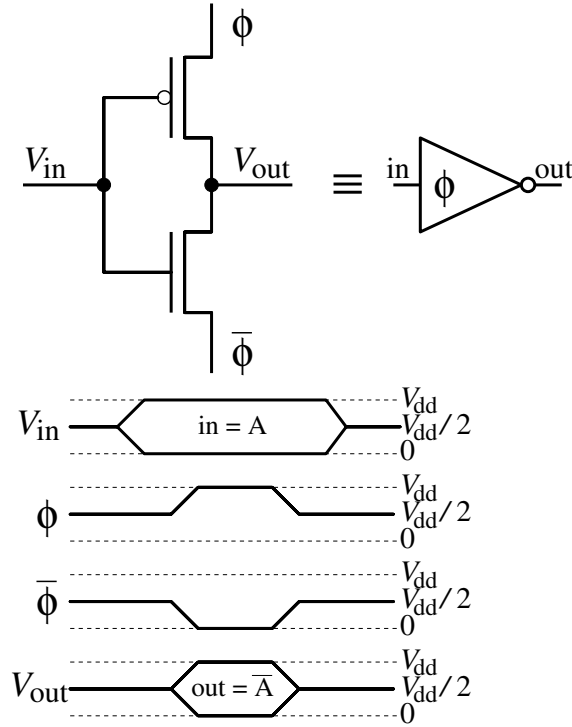 ϕ
V_in V_out ≡ in ϕ out
ϕ̅
V_in in = A V_dd
V_dd/2
0
ϕ V_dd
V_dd/2
0
ϕ̅ V_dd
V_dd/2
0
V_out out = A̅ V_dd
V_dd/2
0